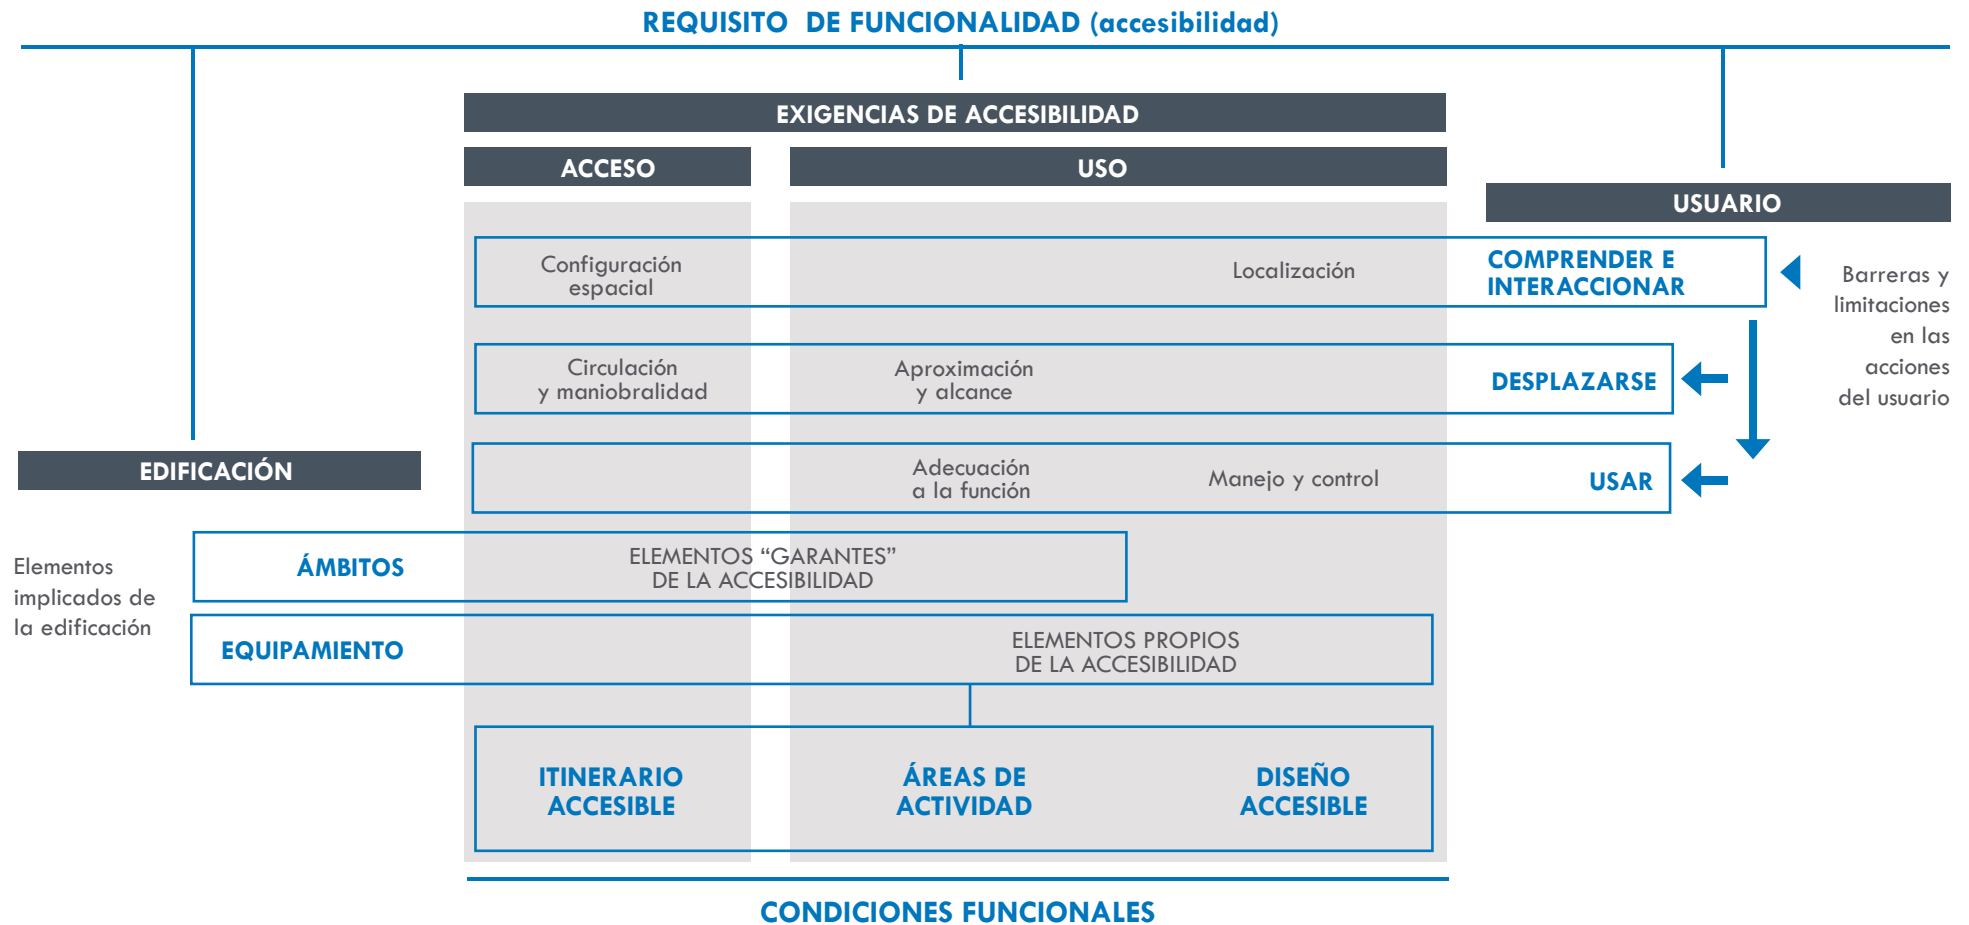 REQUISITO DE FUNCIONALIDAD (accesibilidad)
EXIGENCIAS DE ACCESIBILIDAD
ACCESO
USO
USUARIO
Configuración
espacial
Localización
COMPRENDER E
INTERACCIONAR
Barreras y
limitaciones
en las
acciones
del usuario
Circulación
y maniobralidad
Aproximación
y alcance
DESPLAZARSE
EDIFICACIÓN
Adecuación
a la función
Manejo y control
USAR
Elementos
implicados de
la edificación
ÁMBITOS
ELEMENTOS “GARANTES”
DE LA ACCESIBILIDAD
EQUIPAMIENTO
ELEMENTOS PROPIOS
DE LA ACCESIBILIDAD
ITINERARIO
ACCESIBLE
ÁREAS DE
ACTIVIDAD
DISEÑO
ACCESIBLE
CONDICIONES FUNCIONALES